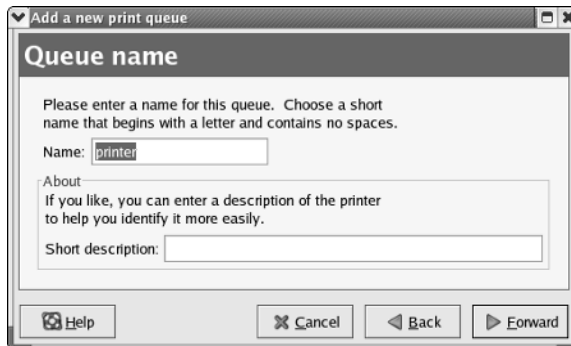 Add a new print queue
Queue name
Please enter a name for this queue. Choose a short
name that begins with a letter and contains no spaces.
Name: printer
About
If you like, you can enter a description of the printer
to help you identify it more easily.
Short description:
Help Cancel Back Forward